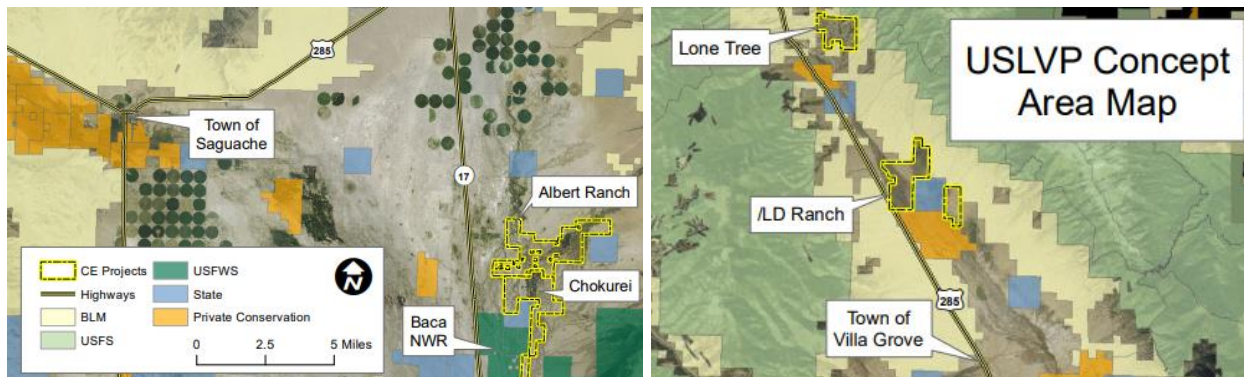 285
Town of
Saguache
17
Albert Ranch
Chokurei
Baca
NWR
CE Projects
Highways
BLM
USFS
USFWS
State
Private Conservation
N
0 2.5 5 Miles
Lone Tree
USLVP Concept
Area Map
/LD Ranch
285
Town of
Villa Grove